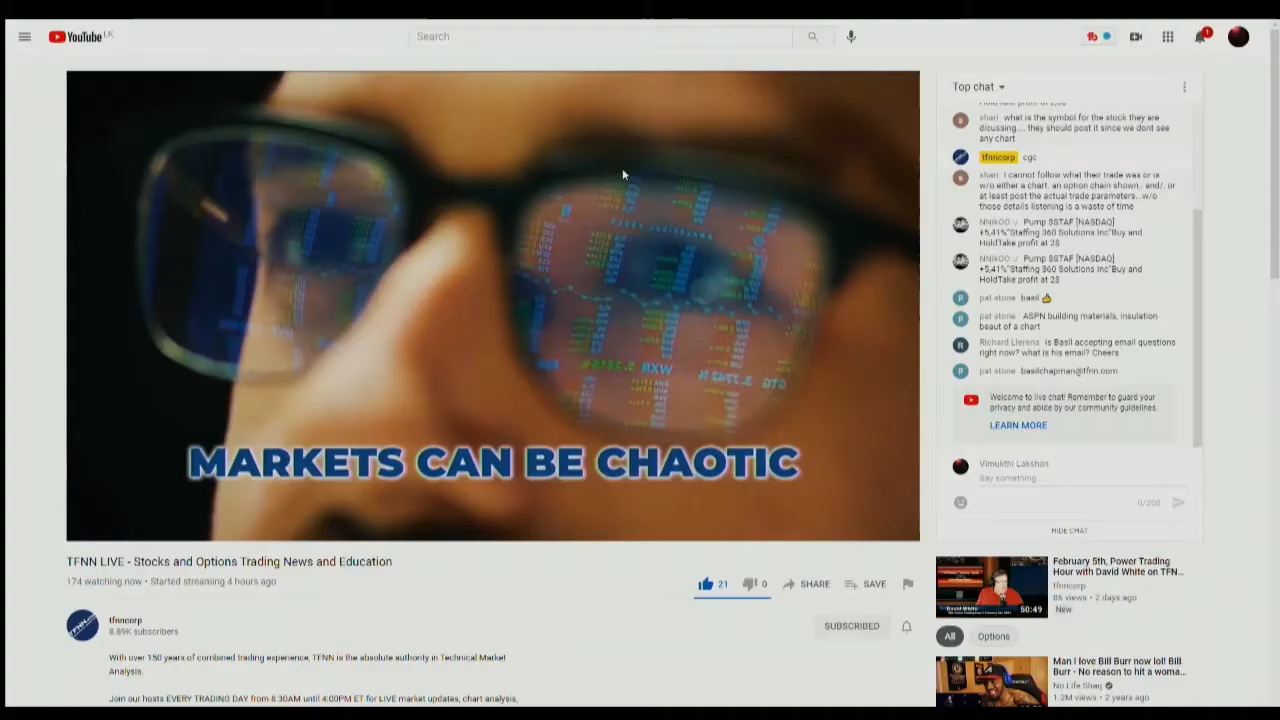 YouTube LK
Search
1
Top chat
shari what is the symbol for the stock they are
dicussing.... they should post it since we dont see
any chart
tfnncorp cgc
shari I cannot follow what their trade was or is
w/o either a chart.. an option chain shown.. and/, or
at least post the actual trade parameters...w/o
those details listening is a waste of time
NNikOO :/ Pump $STAF [NASDAQ]
+5,41%"Staffing 360 Solutions Inc"Buy and
HoldTake profit at 2$
NNikOO :/ Pump $STAF [NASDAQ]
+5,41%"Staffing 360 Solutions Inc"Buy and
HoldTake profit at 2$
pat stone basil 👍
pat stone ASPN building materials, insulation
beaut of a chart
Richard Llerena Is Basil accepting email questions
right now? what is his email? Cheers
pat stone basilchapman@tfnn.com
Welcome to live chat! Remember to guard your
privacy and abide by our community guidelines.
LEARN MORE
Vimukthi Lakshan
Say something...
0/200
HIDE CHAT
MARKETS CAN BE CHAOTIC
TFNN LIVE - Stocks and Options Trading News and Education
174 watching now • Started streaming 4 hours ago
21 0 SHARE SAVE
tfnncorp
8.89K subscribers
SUBSCRIBED
With over 150 years of combined trading experience, TFNN is the absolute authority in Technical Market
Analysis.
Join our hosts EVERY TRADING DAY from 8:30AM until 4:00PM ET for LIVE market updates, chart analysis,
February 5th, Power Trading
Hour with David White on TFN...
tfnncorp
86 views • 2 days ago
New
David White
50:49
All Options
Man I love Bill Burr now lol! Bill
Burr - No reason to hit a woma...
No Life Shaq
1.2M views • 2 years ago